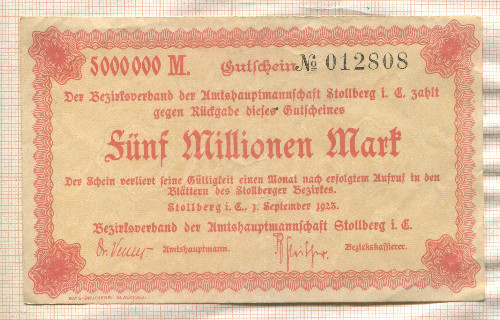 5000000 M. Gutschein № 012808
Der Bezirksverband der Amtshauptmannschaft Stollberg i. C. zahlt
gegen Rückgabe dieses Gutscheines
Fünf Millionen Mark
Der Schein verliert seine Gültigkeit einen Monat nach erfolgtem Aufruf in den
Blättern des Stollberger Bezirkes.
Stollberg i. C., 1. September 1923.
Bezirksverband der Amtshauptmannschaft Stollberg i. C.
Amtshauptmann. Bezirkskassierer.